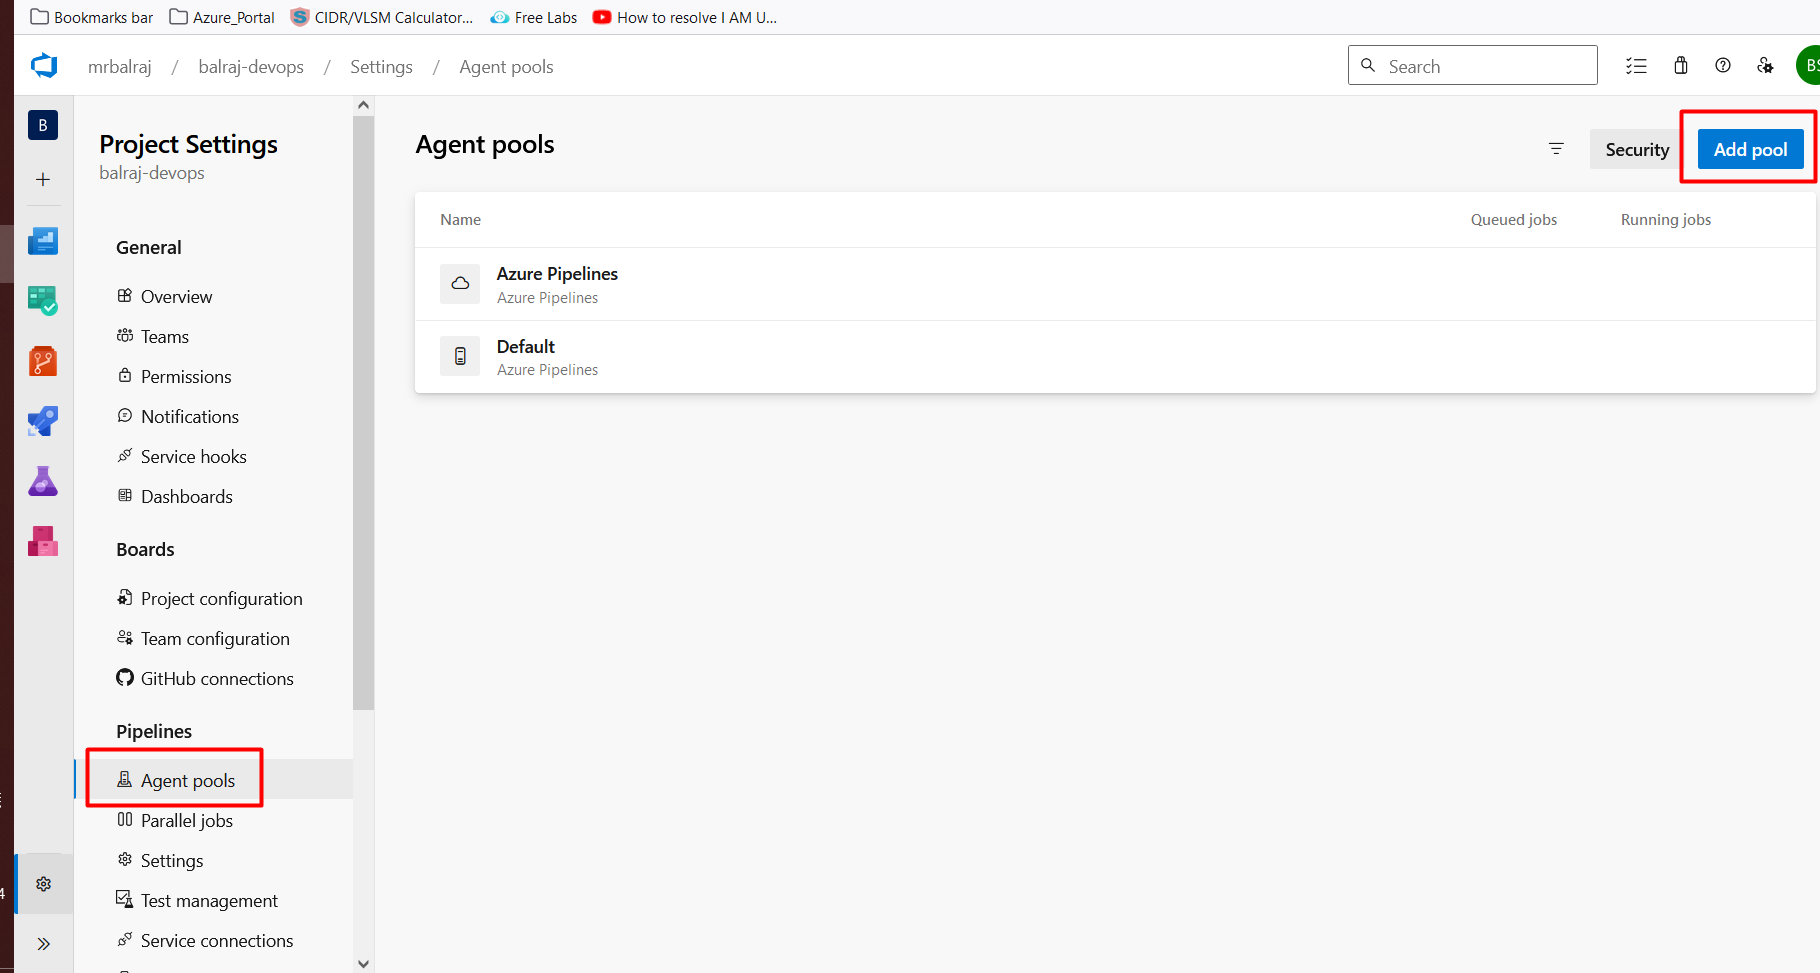 Bookmarks bar Azure_Portal CIDR/VLSM Calculator... Free Labs How to resolve I AM U...
mrbalraj / balraj-devops / Settings / Agent pools Search BS
B
Project Settings
balraj-devops
General
Overview
Teams
Permissions
Notifications
Service hooks
Dashboards
Boards
Project configuration
Team configuration
GitHub connections
Pipelines
Agent pools
Parallel jobs
Settings
Test management
Service connections
Agent pools Security Add pool
Name Queued jobs Running jobs
Azure Pipelines
Azure Pipelines
Default
Azure Pipelines
4